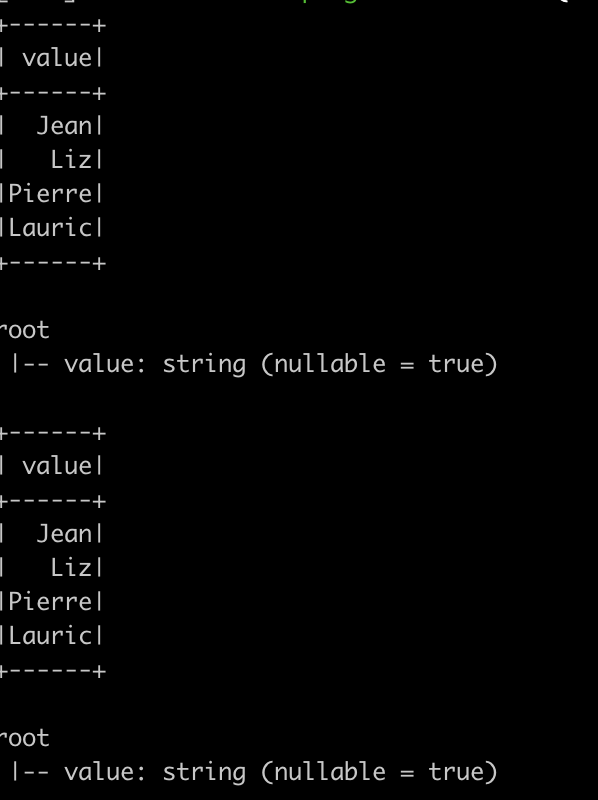 +------+
| value|
+------+
|  Jean|
|   Liz|
|Pierre|
|Lauric|
+------+
root
 |-- value: string (nullable = true)
+------+
| value|
+------+
|  Jean|
|   Liz|
|Pierre|
|Lauric|
+------+
root
 |-- value: string (nullable = true)